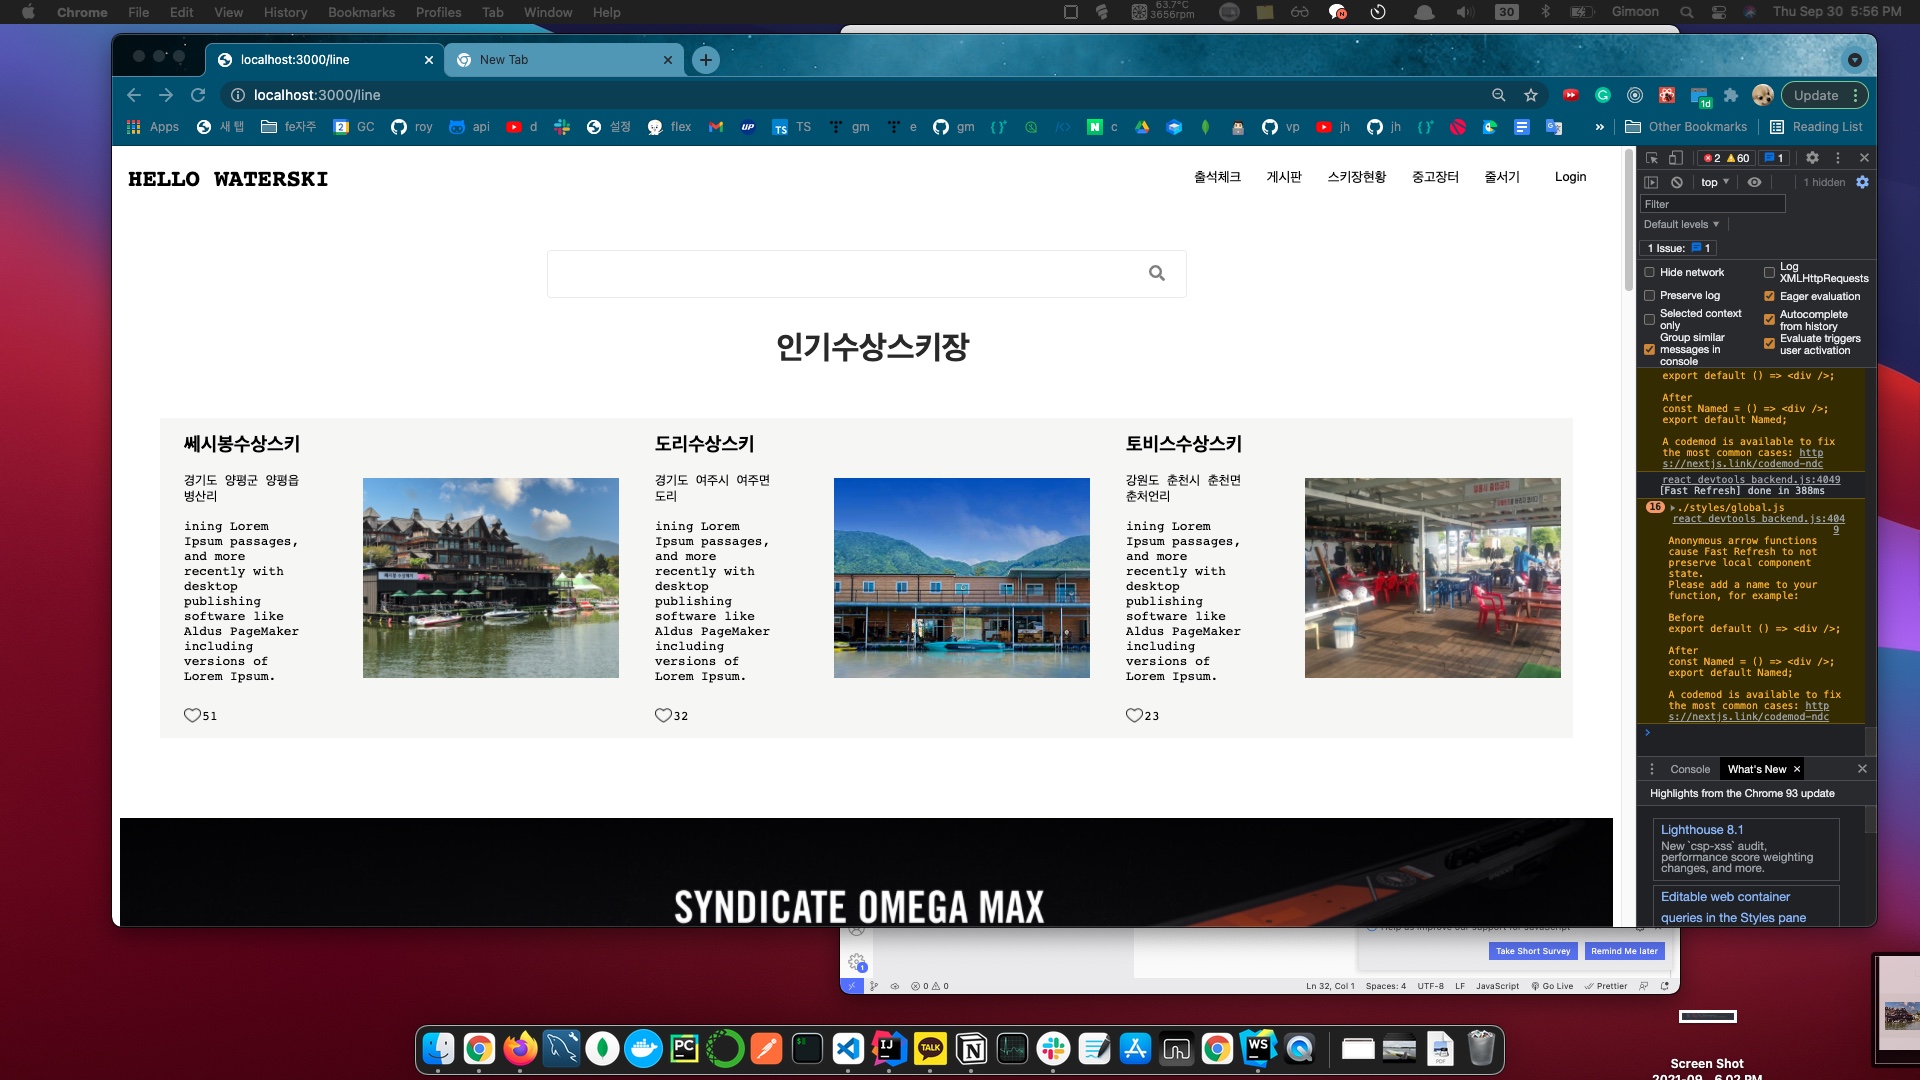 Chrome File Edit View History Bookmarks Profiles Tab Window Help 63.7°C 3656rpm 30 Gimoon Thu Sep 30 5:56 PM
localhost:3000/line New Tab
localhost:3000/line 1d Update
Apps 새 탭 fe자주 GC roy api d 설정 flex TS gm e gm c vp jh jh Other Bookmarks Reading List
HELLO WATERSKI 출석체크 게시판 스키장현황 중고장터 줄서기 Login
인기수상스키장
쎄시봉수상스키
경기도 양평군 양평읍
병산리
ining Lorem
Ipsum passages,
and more
recently with
desktop
publishing
software like
Aldus PageMaker
including
versions of
Lorem Ipsum.
51
도리수상스키
경기도 여주시 여주면
도리
ining Lorem
Ipsum passages,
and more
recently with
desktop
publishing
software like
Aldus PageMaker
including
versions of
Lorem Ipsum.
32
토비스수상스키
강원도 춘천시 춘천면
춘처언리
ining Lorem
Ipsum passages,
and more
recently with
desktop
publishing
software like
Aldus PageMaker
including
versions of
Lorem Ipsum.
23
SYNDICATE OMEGA MAX
2 60 1
top 1 hidden
Filter
Default levels
1 Issue: 1
Hide network
Log XMLHttpRequests
Preserve log
Eager evaluation
Selected context only
Autocomplete from history
Group similar messages in console
Evaluate triggers user activation
export default () => <div />;
After
const Named = () => <div />;
export default Named;
A codemod is available to fix
the most common cases: http
s://nextjs.link/codemod-ndc
react_devtools_backend.js:4049
[Fast Refresh] done in 388ms
16 ./styles/global.js
react_devtools_backend.js:404
9
Anonymous arrow functions
cause Fast Refresh to not
preserve local component
state.
Please add a name to your
function, for example:
Before
export default () => <div />;
After
const Named = () => <div />;
export default Named;
A codemod is available to fix
the most common cases: http
s://nextjs.link/codemod-ndc
Console What's New
Highlights from the Chrome 93 update
Lighthouse 8.1
New `csp-xss` audit,
performance score weighting
changes, and more.
Editable web container
queries in the Styles pane
Take Short Survey Remind Me later
0 0 Ln 32, Col 1 Spaces: 4 UTF-8 LF JavaScript Go Live Prettier
PC IJ TALK WS
Screen Shot
2021-09...6.02 PM